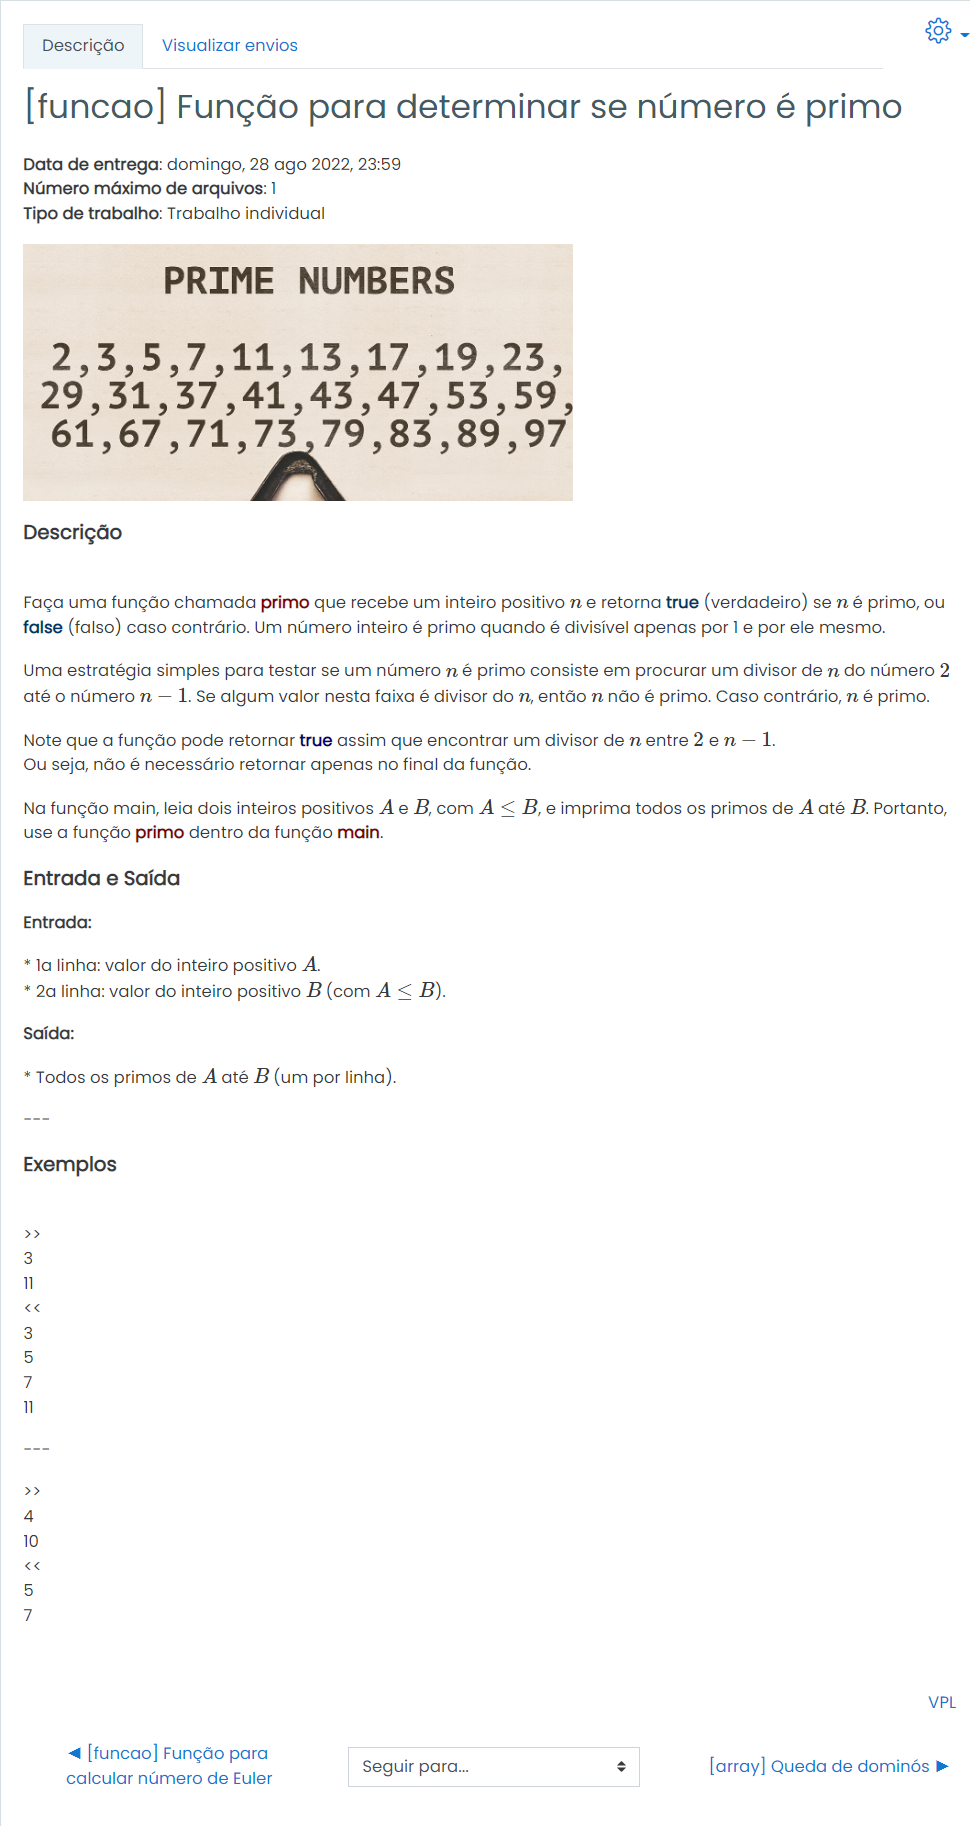 Descrição
Visualizar envios
[funcao] Função para determinar se número é primo
Data de entrega: domingo, 28 ago 2022, 23:59
Número máximo de arquivos: 1
Tipo de trabalho: Trabalho individual
PRIME NUMBERS
2,3,5,7,11,13,17,19,23,
29,31,37,41,43,47,53,59,
61,67,71,73,79,83,89,97
Descrição
Faça uma função chamada primo que recebe um inteiro positivo n e retorna true (verdadeiro) se n é primo, ou
false (falso) caso contrário. Um número inteiro é primo quando é divisível apenas por 1 e por ele mesmo.
Uma estratégia simples para testar se um número n é primo consiste em procurar um divisor de n do número 2
até o número n − 1. Se algum valor nesta faixa é divisor do n, então n não é primo. Caso contrário, n é primo.
Note que a função pode retornar true assim que encontrar um divisor de n entre 2 e n − 1.
Ou seja, não é necessário retornar apenas no final da função.
Na função main, leia dois inteiros positivos A e B, com A ≤ B, e imprima todos os primos de A até B. Portanto,
use a função primo dentro da função main.
Entrada e Saída
Entrada:
* 1a linha: valor do inteiro positivo A.
* 2a linha: valor do inteiro positivo B (com A ≤ B).
Saída:
* Todos os primos de A até B (um por linha).
---
Exemplos
>>
3
11
<<
3
5
7
11
---
>>
4
10
<<
5
7
VPL
◄ [funcao] Função para
calcular número de Euler
Seguir para...
[array] Queda de dominós ►